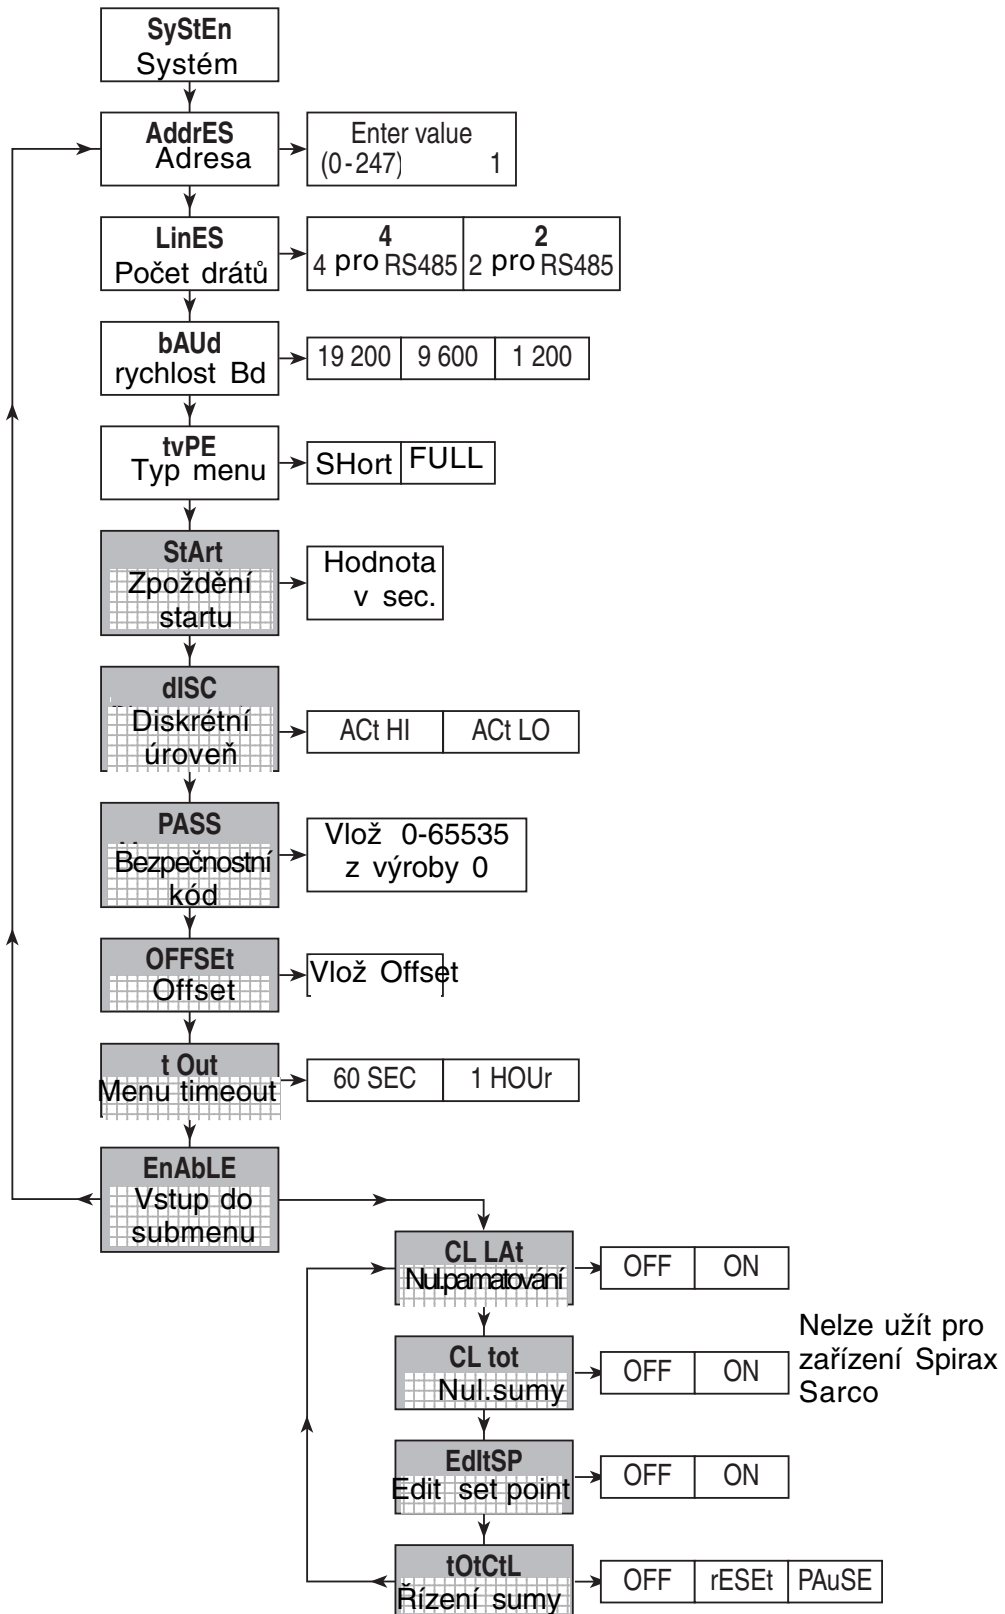 SyStEn
Systém
AddrES
Adresa
Enter value
(0-247) 1
LinES
Počet drátů
4
4 pro RS485
2
2 pro RS485
bAUd
rychlost Bd
19 200 9 600 1 200
tvPE
Typ menu
SHort FULL
StArt
Zpoždění
startu
Hodnota
v sec.
dISC
Diskrétní
úroveň
ACt HI ACt LO
PASS
Bezpečnostní
kód
Vlož 0-65535
z výroby 0
OFFSEt
Offset
Vlož Offset
t Out
Menu timeout
60 SEC 1 HOUr
EnAbLE
Vstup do
submenu
CL LAt
Nul.pamatování
OFF ON
CL tot
Nul.sumy
OFF ON
Nelze užít pro
zařízení Spirax
Sarco
EdItSP
Edit set point
OFF ON
tOtCtL
Řízení sumy
OFF rESEt PAuSE